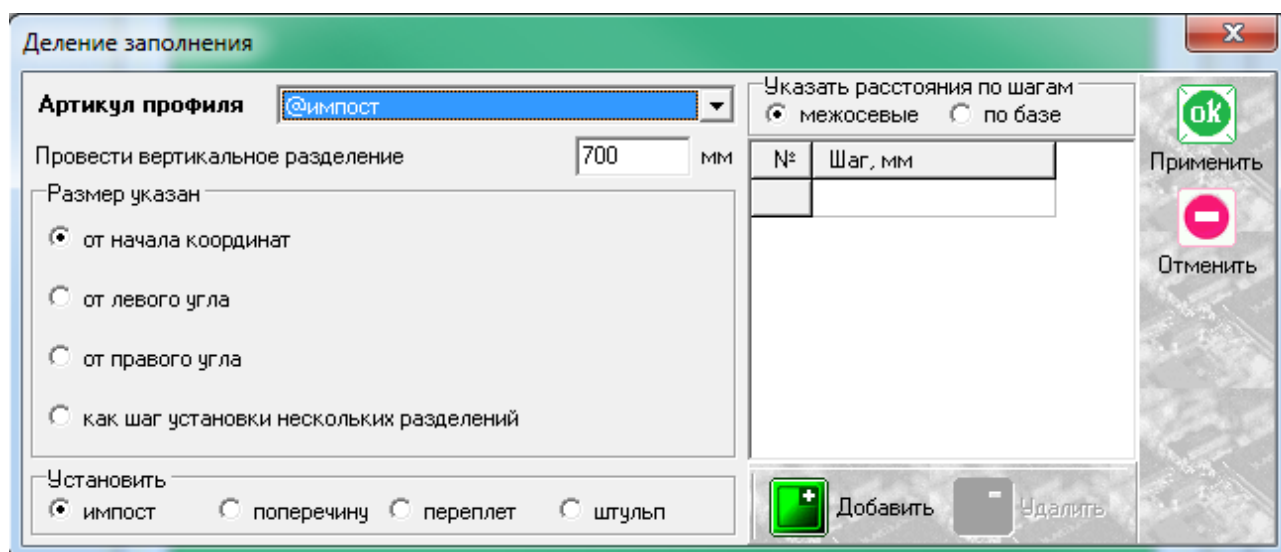 Деление заполнения
Артикул профиля @импост
Провести вертикальное разделение 700 мм
Размер указан
от начала координат
от левого угла
от правого угла
как шаг установки нескольких разделений
Установить
импост поперечину переплет штульп
Указать расстояния по шагам
межосевые по базе
№ Шаг, мм
Добавить Удалить
ok
Применить
Отменить